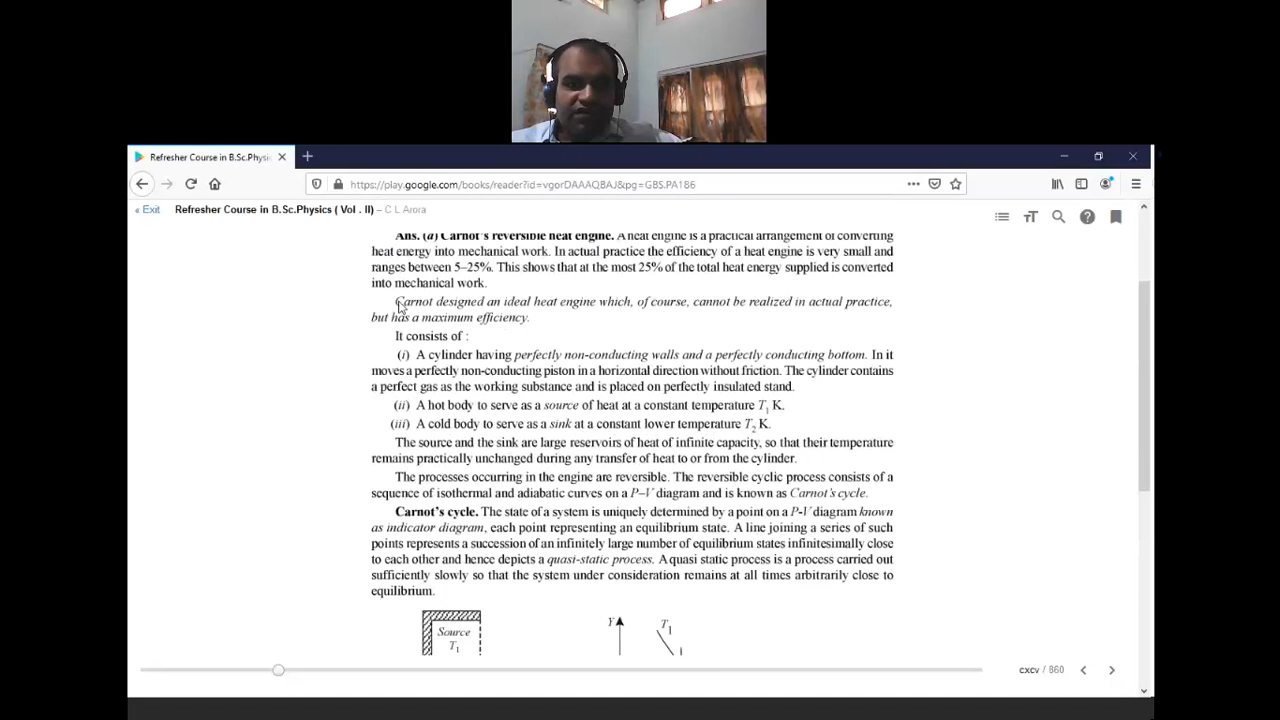 Refresher Course in B.Sc.Physi
https://play.google.com/books/reader?id=vgorDAAAQBAJ&pg=GBS.PA186
« Exit Refresher Course in B.Sc.Physics ( Vol . II) – C L Arora
Ans. (a) Carnot's reversible heat engine. A heat engine is a practical arrangement of converting
heat energy into mechanical work. In actual practice the efficiency of a heat engine is very small and
ranges between 5–25%. This shows that at the most 25% of the total heat energy supplied is converted
into mechanical work.
Carnot designed an ideal heat engine which, of course, cannot be realized in actual practice,
but has a maximum efficiency.
It consists of :
(i) A cylinder having perfectly non-conducting walls and a perfectly conducting bottom. In it
moves a perfectly non-conducting piston in a horizontal direction without friction. The cylinder contains
a perfect gas as the working substance and is placed on perfectly insulated stand.
(ii) A hot body to serve as a source of heat at a constant temperature T1 K.
(iii) A cold body to serve as a sink at a constant lower temperature T2 K.
The source and the sink are large reservoirs of heat of infinite capacity, so that their temperature
remains practically unchanged during any transfer of heat to or from the cylinder.
The processes occurring in the engine are reversible. The reversible cyclic process consists of a
sequence of isothermal and adiabatic curves on a P–V diagram and is known as Carnot's cycle.
Carnot's cycle. The state of a system is uniquely determined by a point on a P-V diagram known
as indicator diagram, each point representing an equilibrium state. A line joining a series of such
points represents a succession of an infinitely large number of equilibrium states infinitesimally close
to each other and hence depicts a quasi-static process. A quasi static process is a process carried out
sufficiently slowly so that the system under consideration remains at all times arbitrarily close to
equilibrium.
Source
T1
Y
T1
cxcv / 860